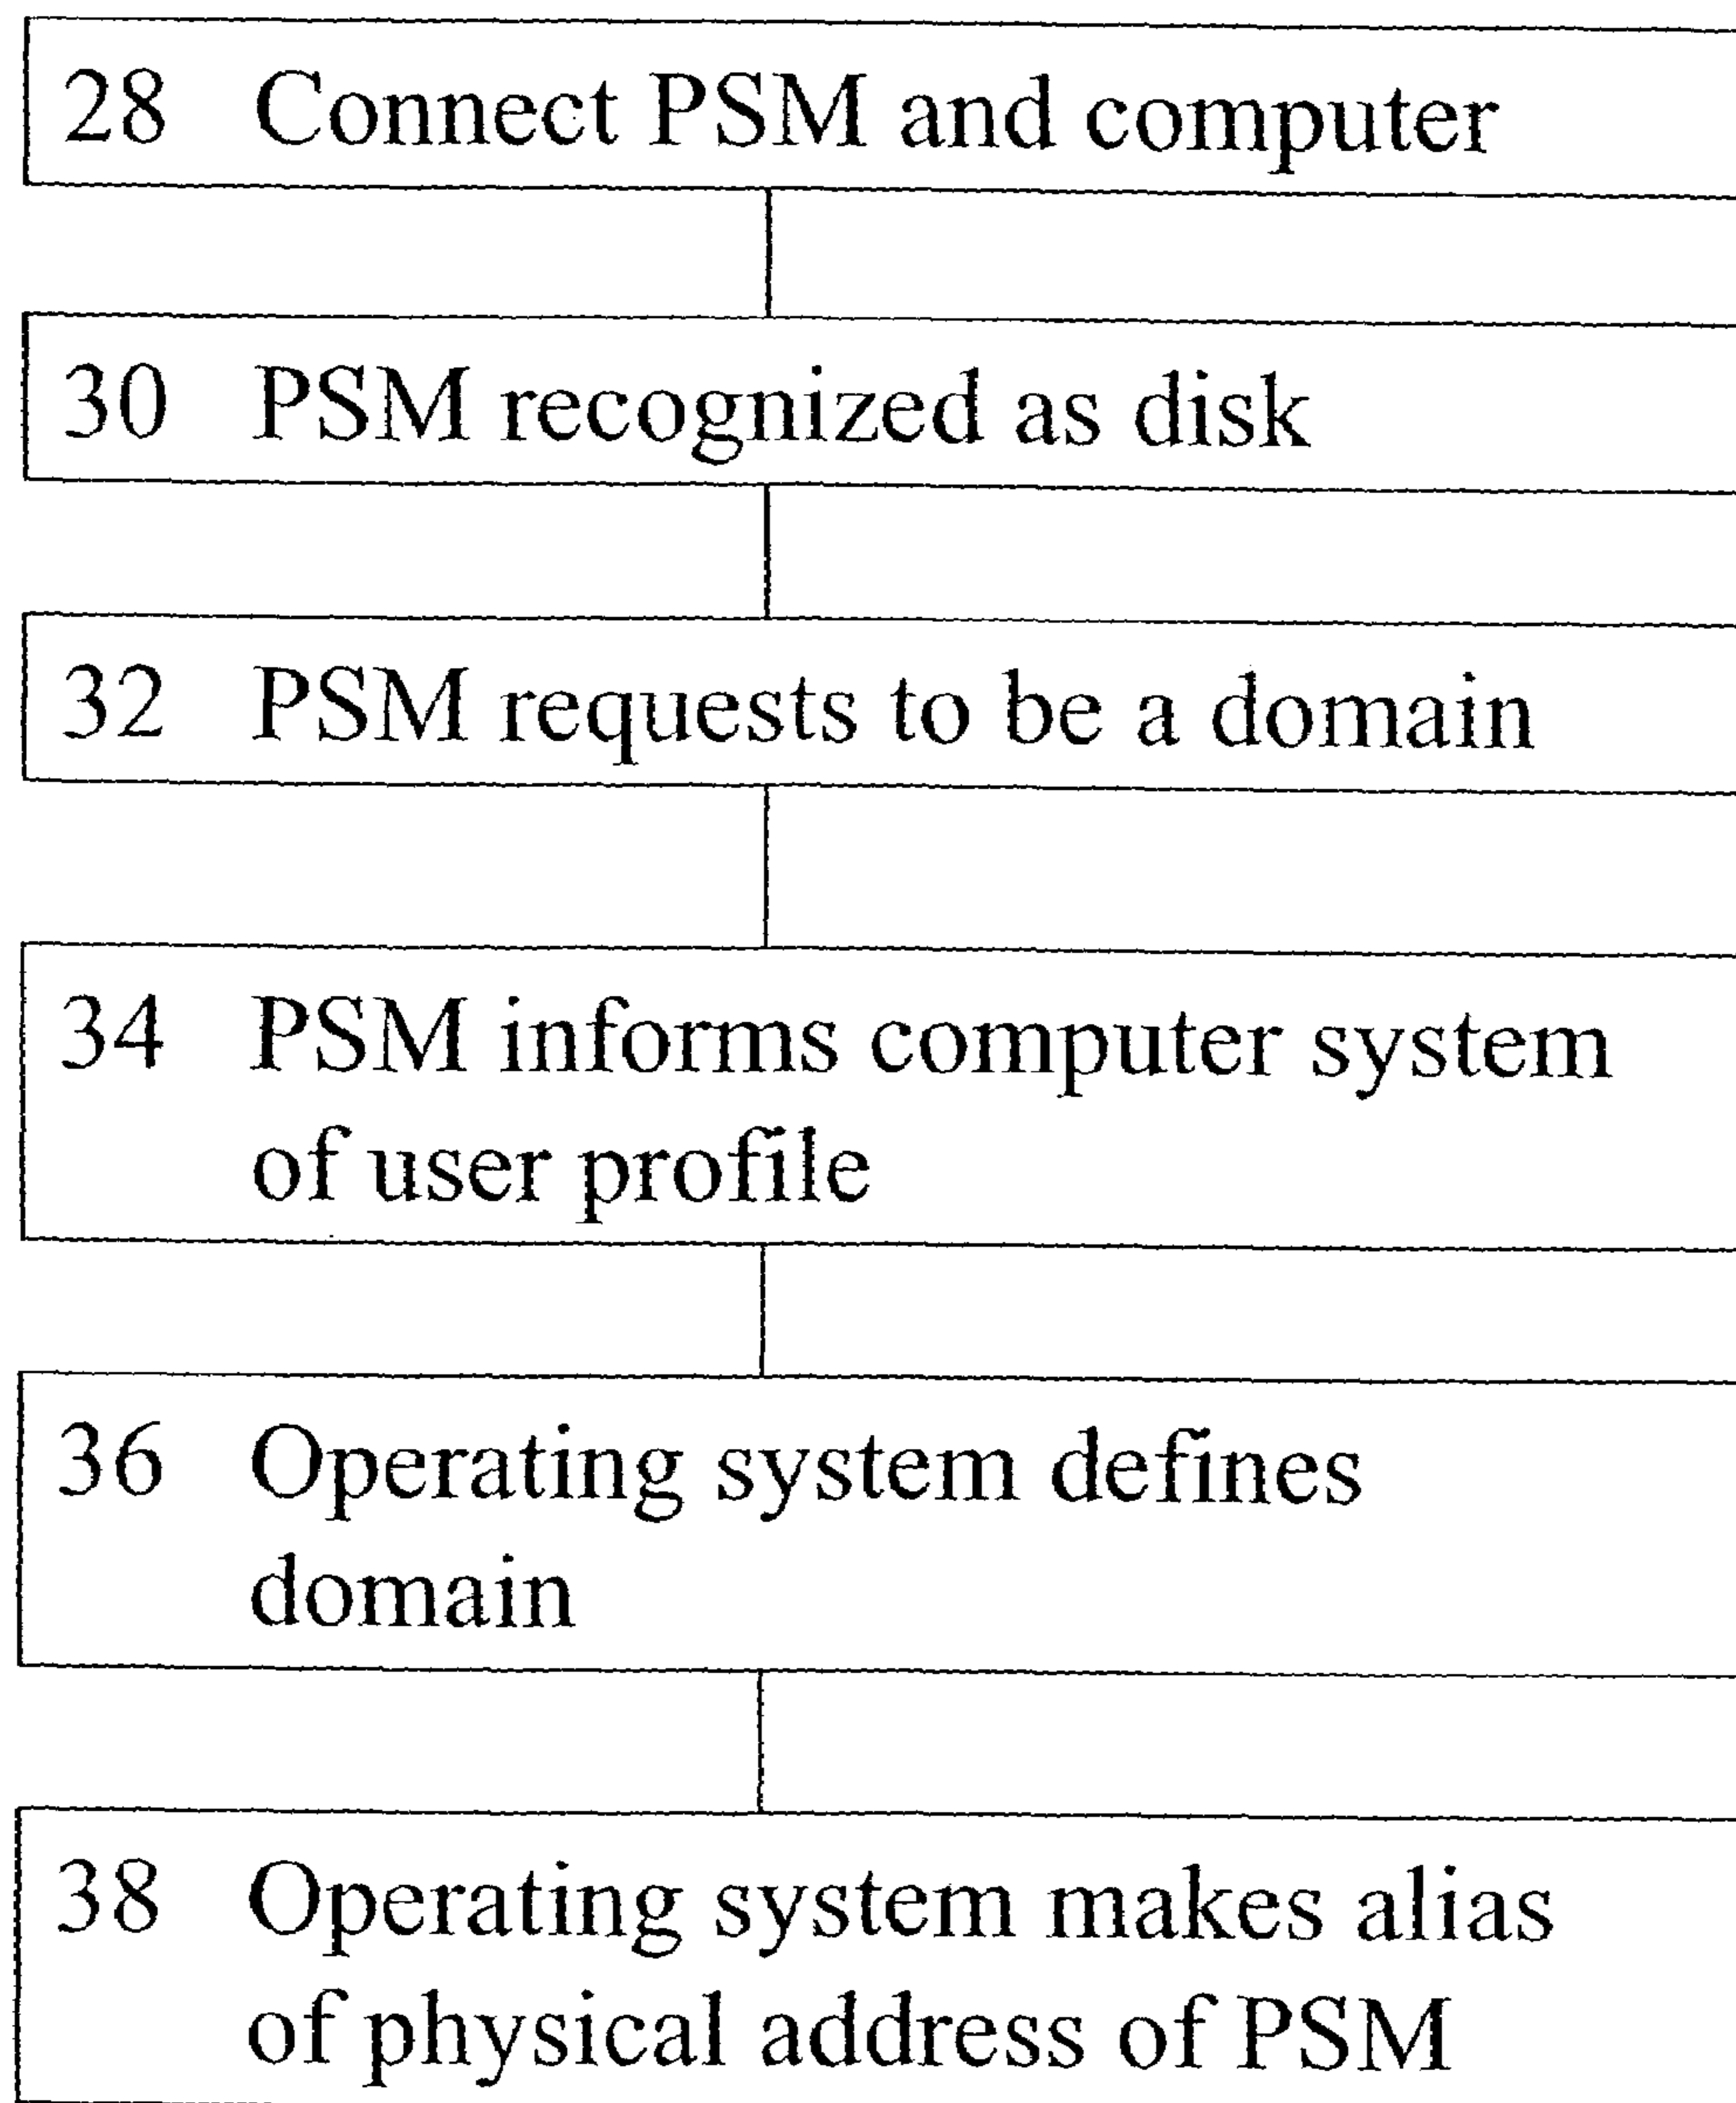 28 Connect PSM and computer
30 PSM recognized as disk
32 PSM requests to be a domain
34 PSM informs computer system
of user profile
36 Operating system defines
domain
38 Operating system makes alias
of physical address of PSM